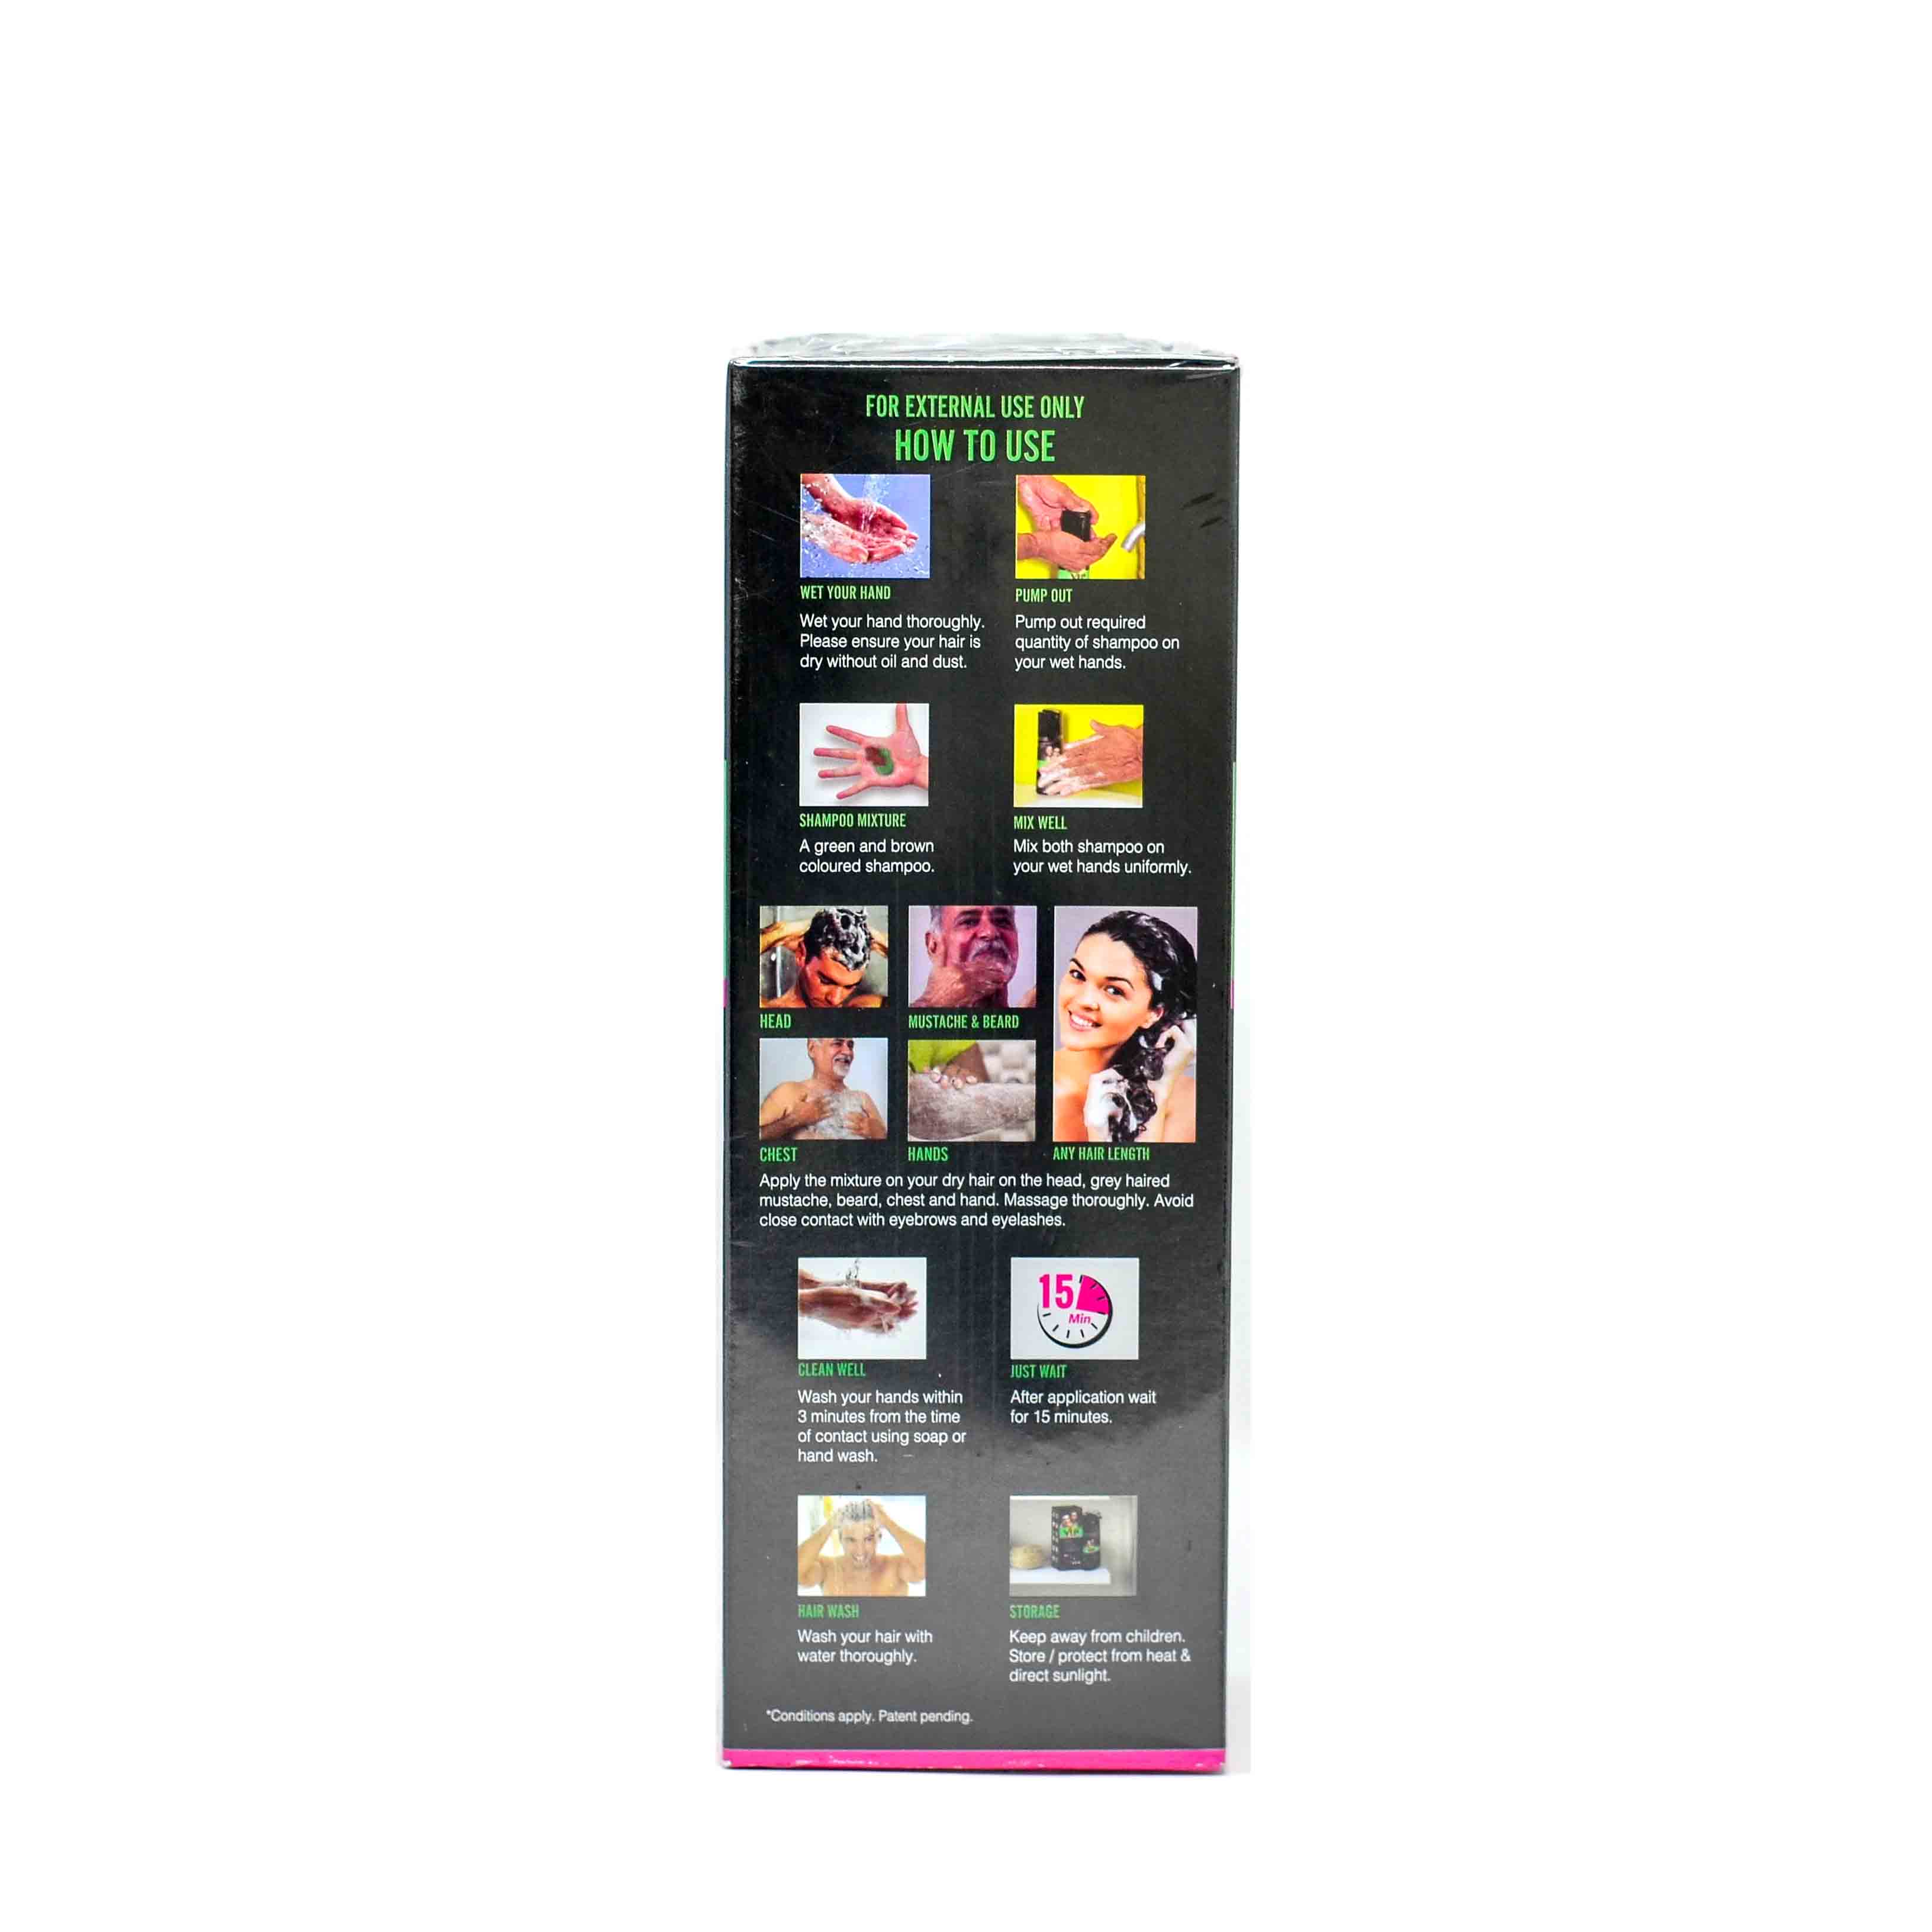 FOR EXTERNAL USE ONLY
HOW TO USE
WET YOUR HAND
Wet your hand thoroughly.
Please ensure your hair is
dry without oil and dust.
PUMP OUT
Pump out required
quantity of shampoo on
your wet hands.
SHAMPOO MIXTURE
A green and brown
coloured shampoo.
MIX WELL
Mix both shampoo on
your wet hands uniformly.
HEAD
MUSTACHE & BEARD
CHEST
HANDS
ANY HAIR LENGTH
Apply the mixture on your dry hair on the head, grey haired
mustache, beard, chest and hand. Massage thoroughly. Avoid
close contact with eyebrows and eyelashes.
CLEAN WELL
Wash your hands within
3 minutes from the time
of contact using soap or
hand wash.
15
Min
JUST WAIT
After application wait
for 15 minutes.
HAIR WASH
Wash your hair with
water thoroughly.
STORAGE
Keep away from children.
Store / protect from heat &
direct sunlight.
*Conditions apply. Patent pending.